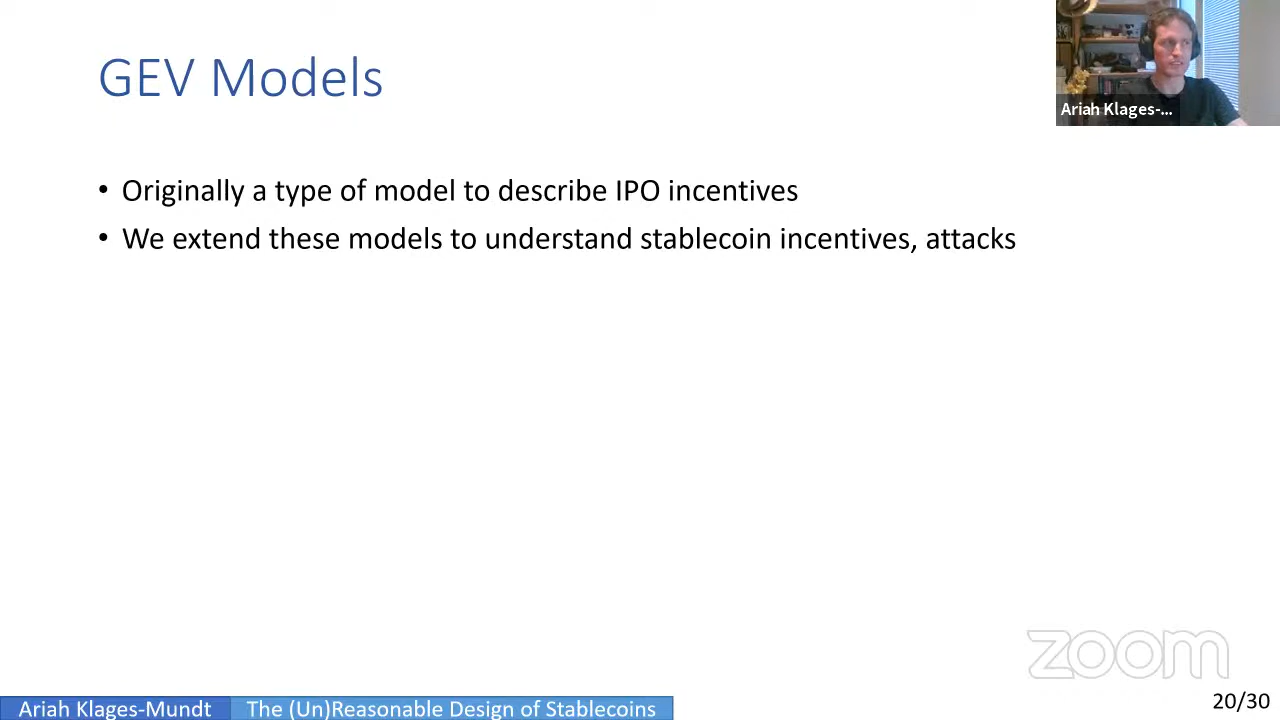 GEV Models
Ariah Klages-...
• Originally a type of model to describe IPO incentives
• We extend these models to understand stablecoin incentives, attacks
zoom
Ariah Klages-Mundt
The (Un)Reasonable Design of Stablecoins
20/30